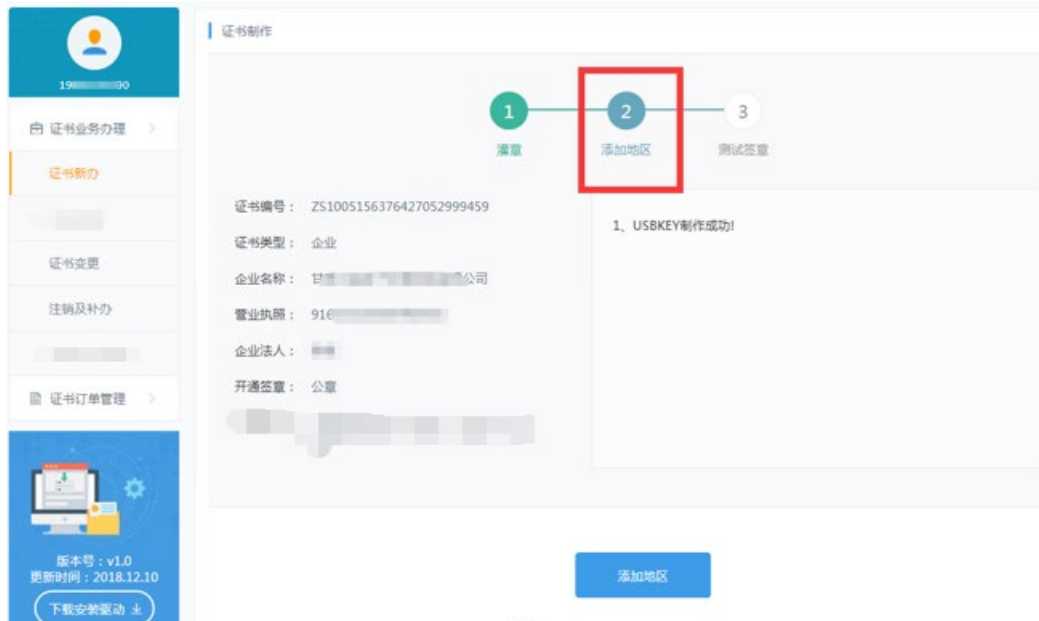 证书制作
19 90
证书业务办理
证书新办
证书变更
注销及补办
证书订单管理
版本号：v1.0
更新时间：2018.12.10
下载安装驱动
1
2
3
灌章
添加地区
测试签章
证书编号： ZS1005156376427052999459
证书类型： 企业
企业名称： 甘 公司
营业执照： 916
企业法人：
开通签章： 公章
1、USBKEY制作成功!
添加地区